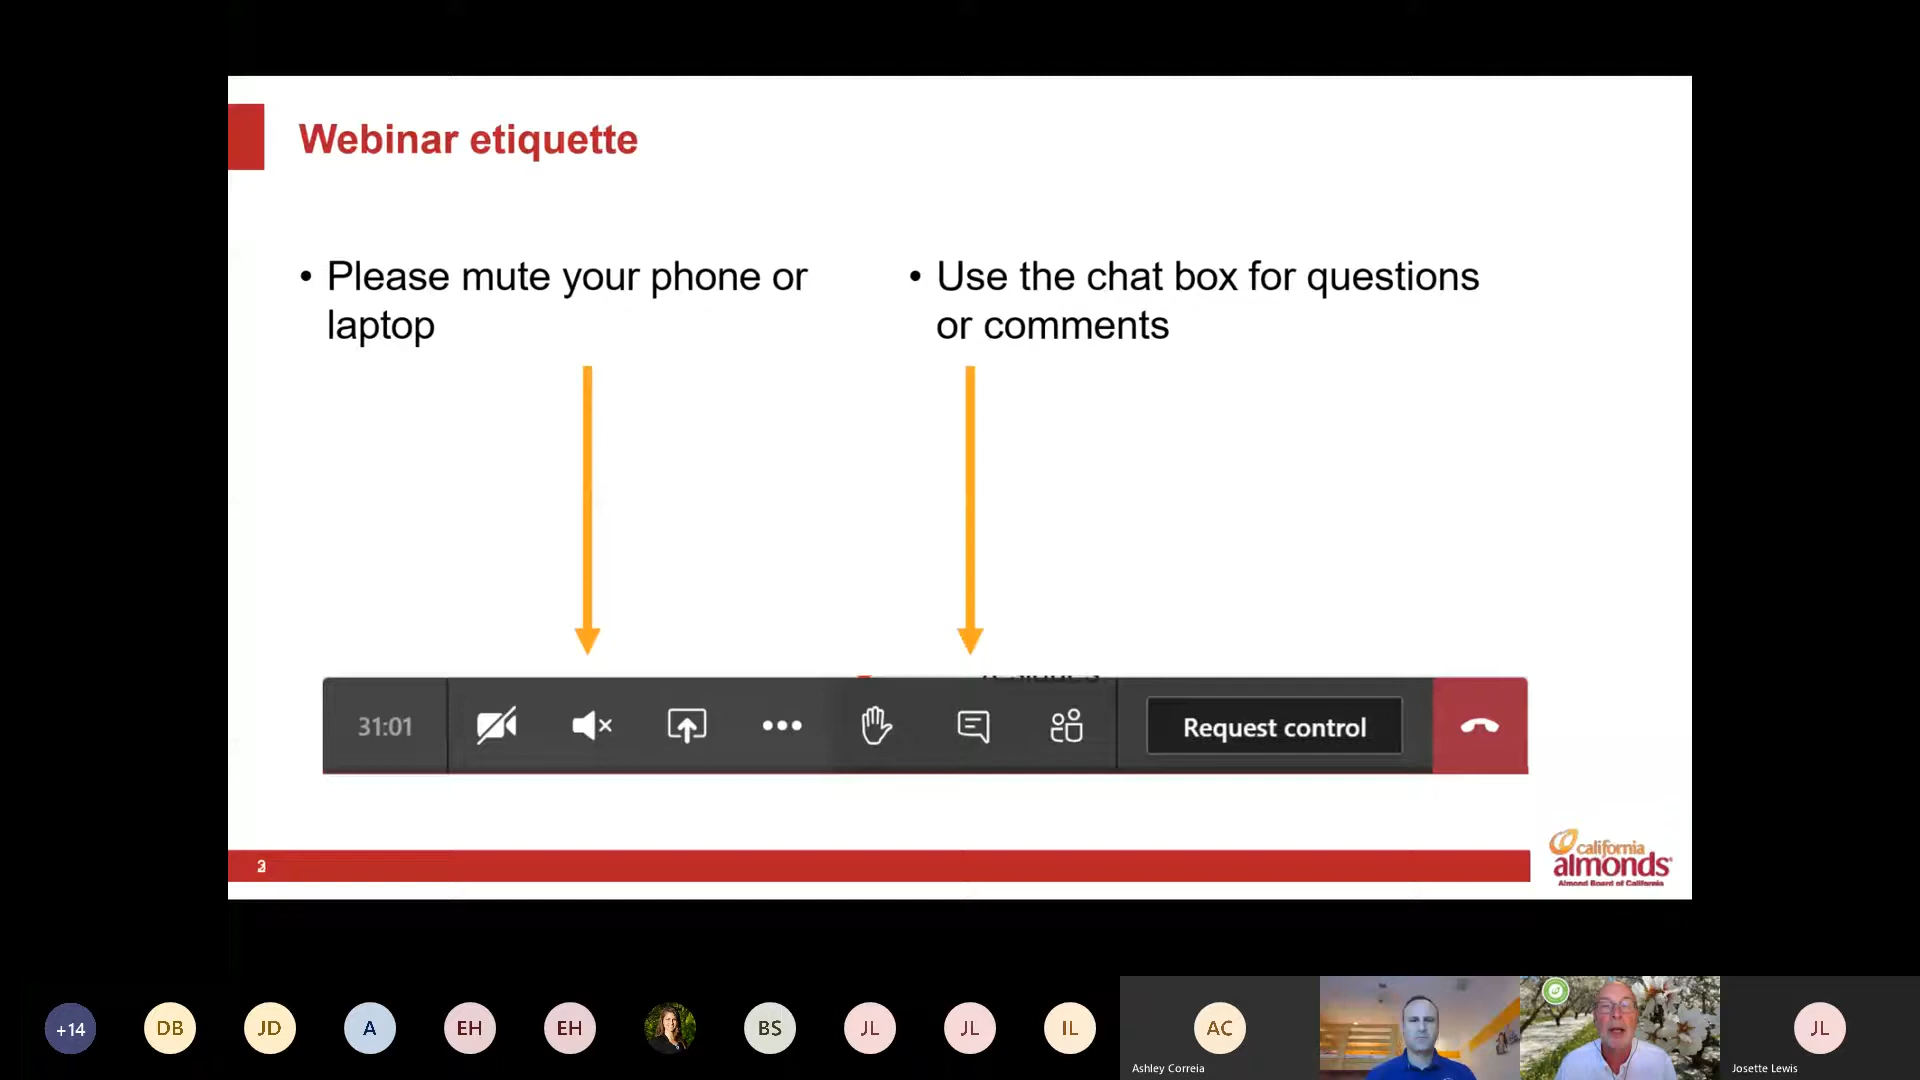 Webinar etiquette
• Please mute your phone or
laptop
• Use the chat box for questions
or comments
31:01
Request control
california
almonds
Almond Board of California
+14
DB
JD
A
EH
EH
BS
JL
JL
IL
AC
Ashley Correia
JL
Josette Lewis